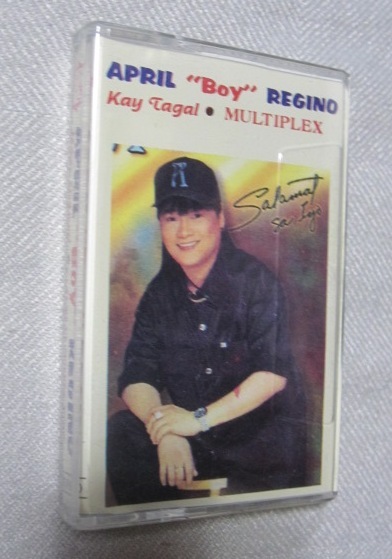 APRIL "Boy" REGINO
Kay Tagal • MULTIPLEX
Salamat
sa Iyo